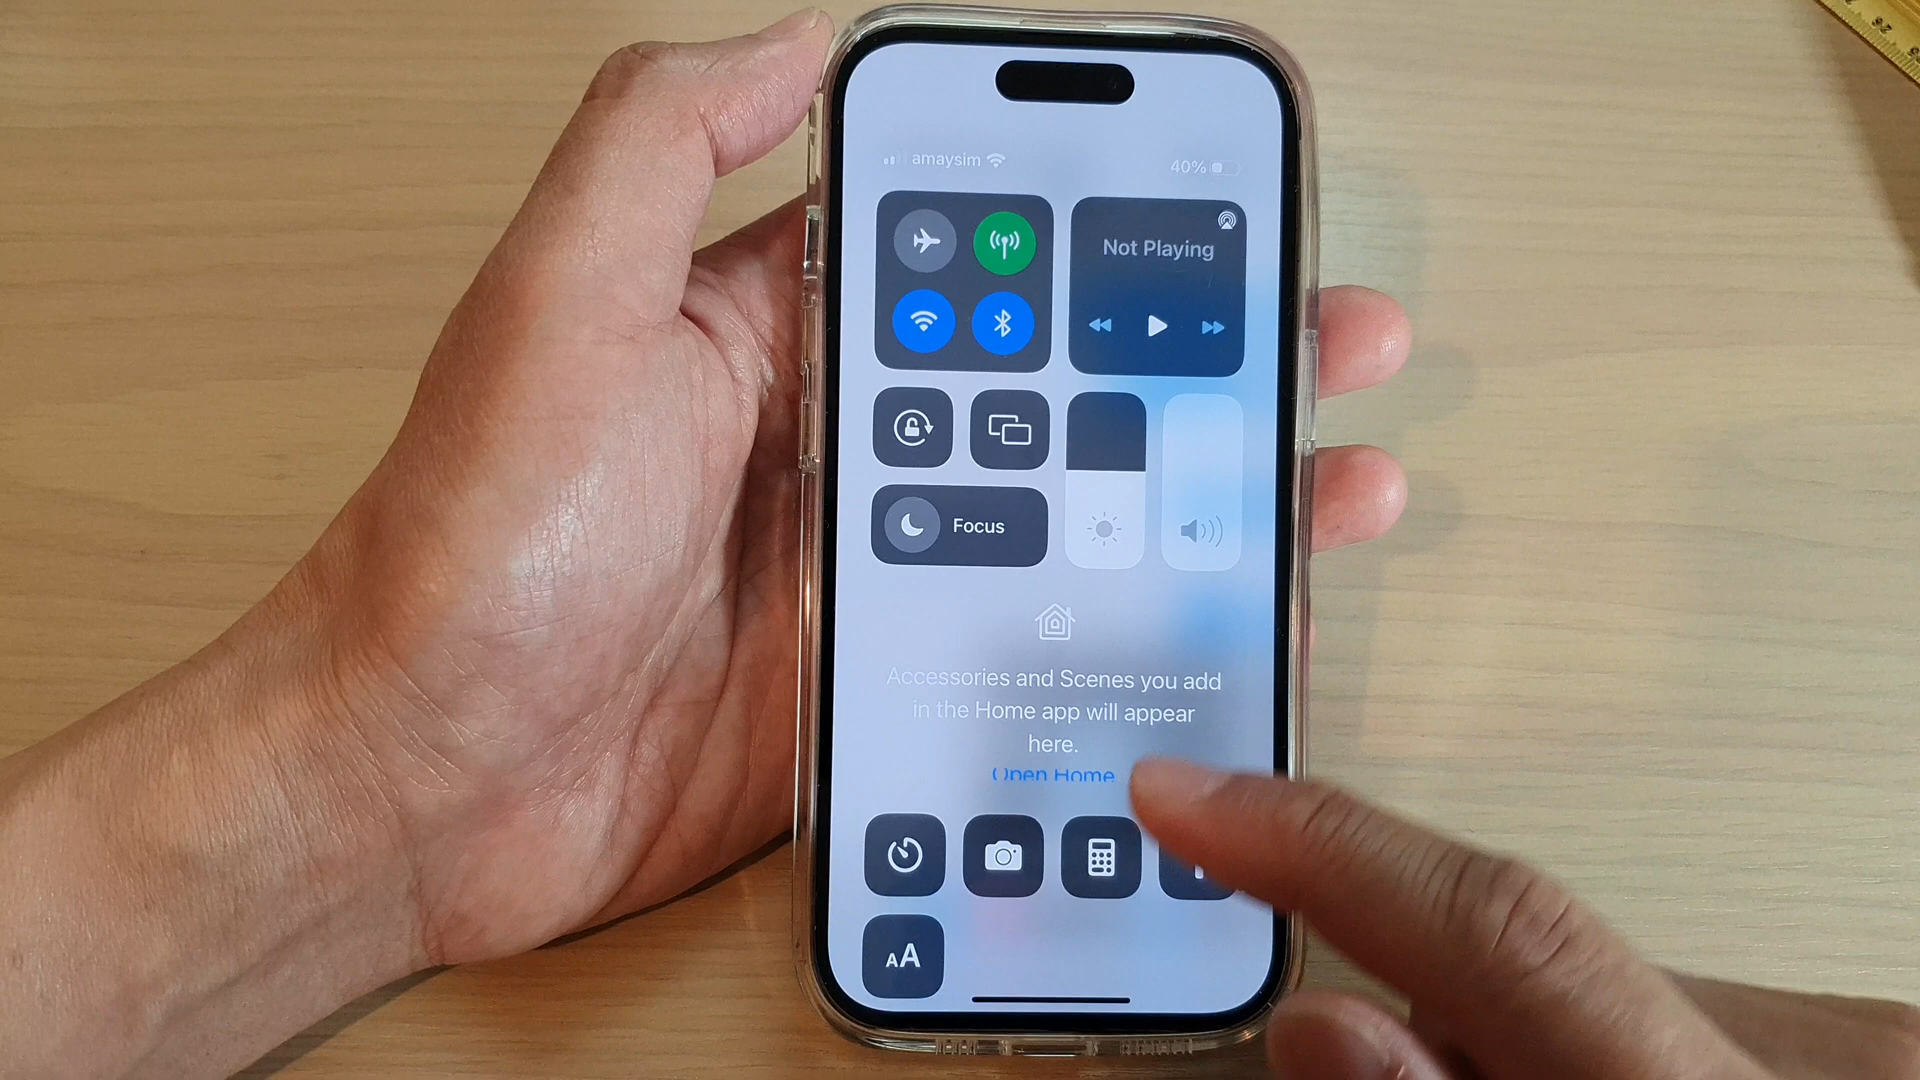 amaysim
40%
Not Playing
Focus
Accessories and Scenes you add
in the Home app will appear
here.
Open Home
AA
26